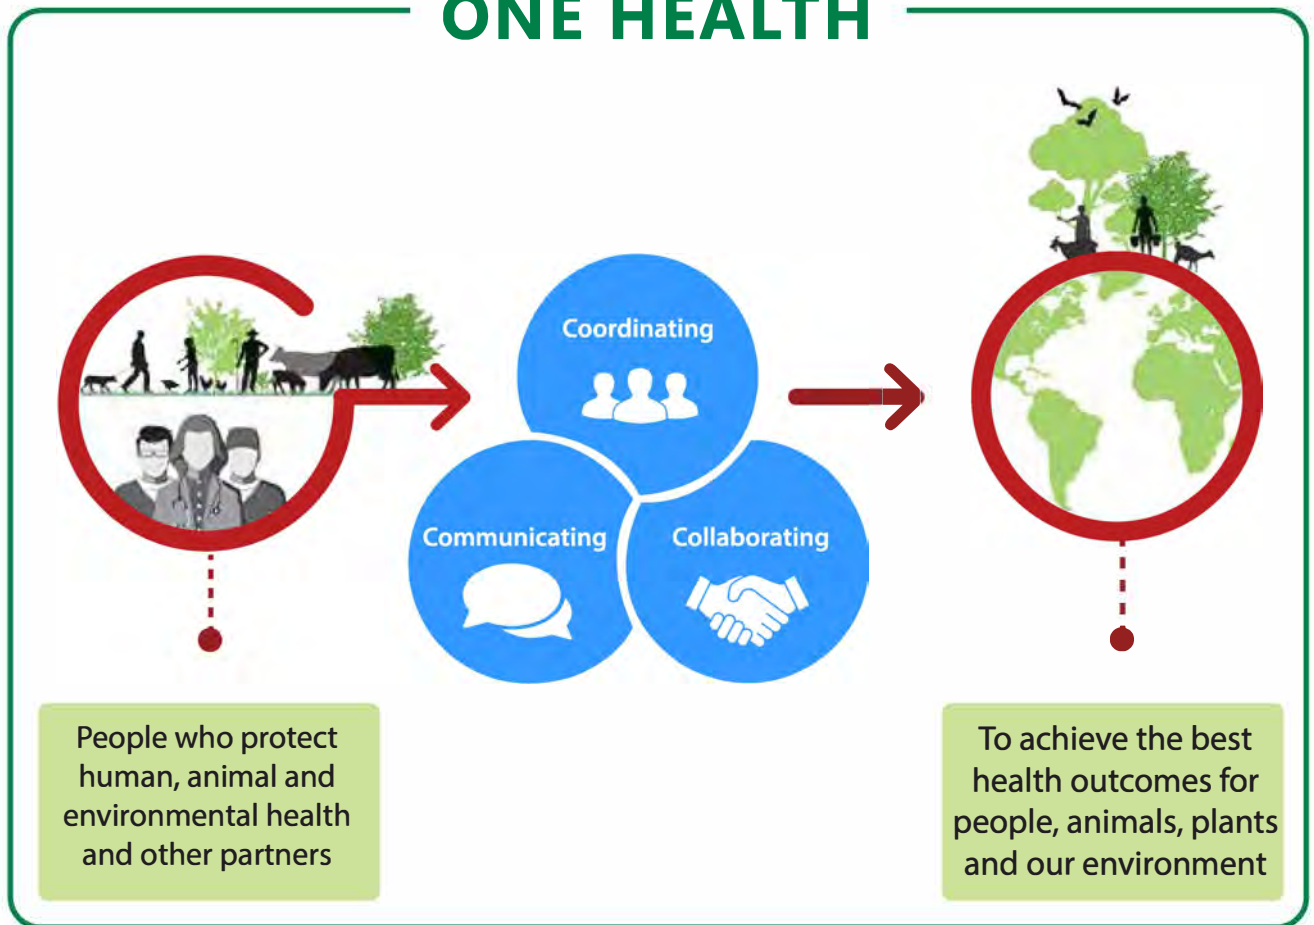 ONE HEALTH
Coordinating
Communicating
Collaborating
People who protect
human, animal and
environmental health
and other partners
To achieve the best
health outcomes for
people, animals, plants
and our environment